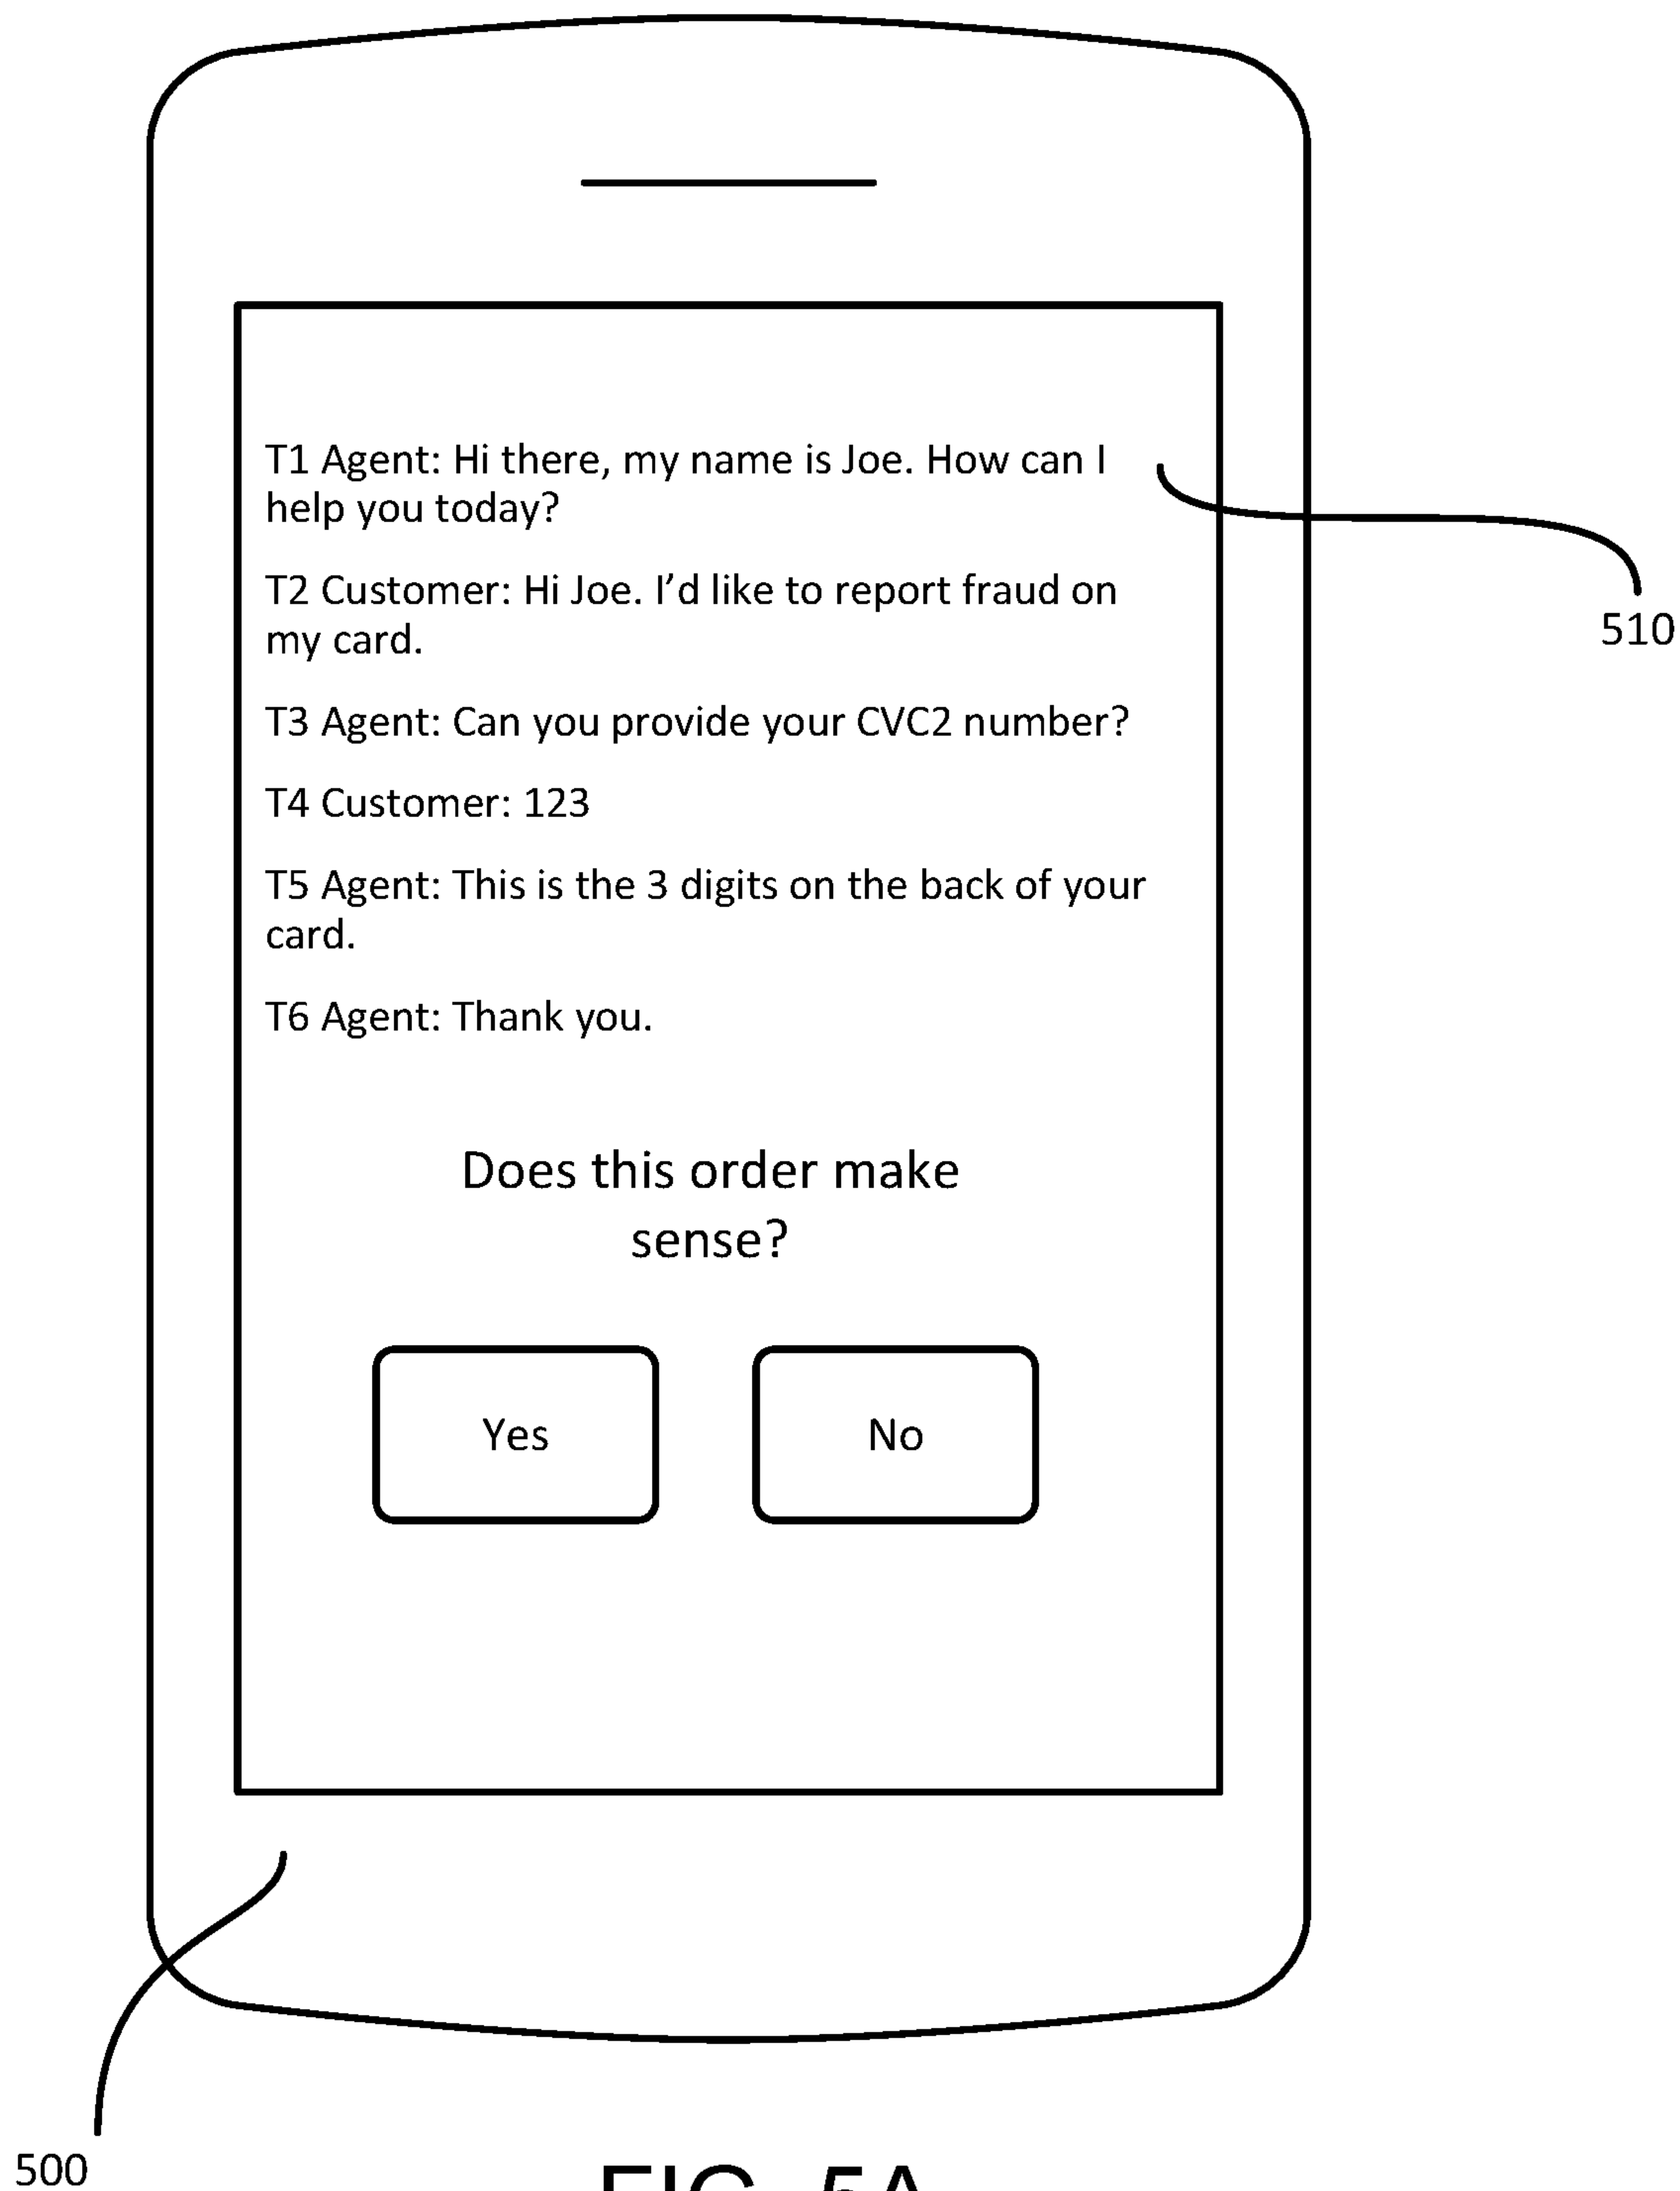 T1 Agent: Hi there, my name is Joe. How can I
help you today?
T2 Customer: Hi Joe. I’d like to report fraud on
my card.
510
T3 Agent: Can you provide your CVC2 number?
T4 Customer: 123
T5 Agent: This is the 3 digits on the back of your
card.
T6 Agent: Thank you.
Does this order make
sense?
Yes
No
500
FIG. 5A